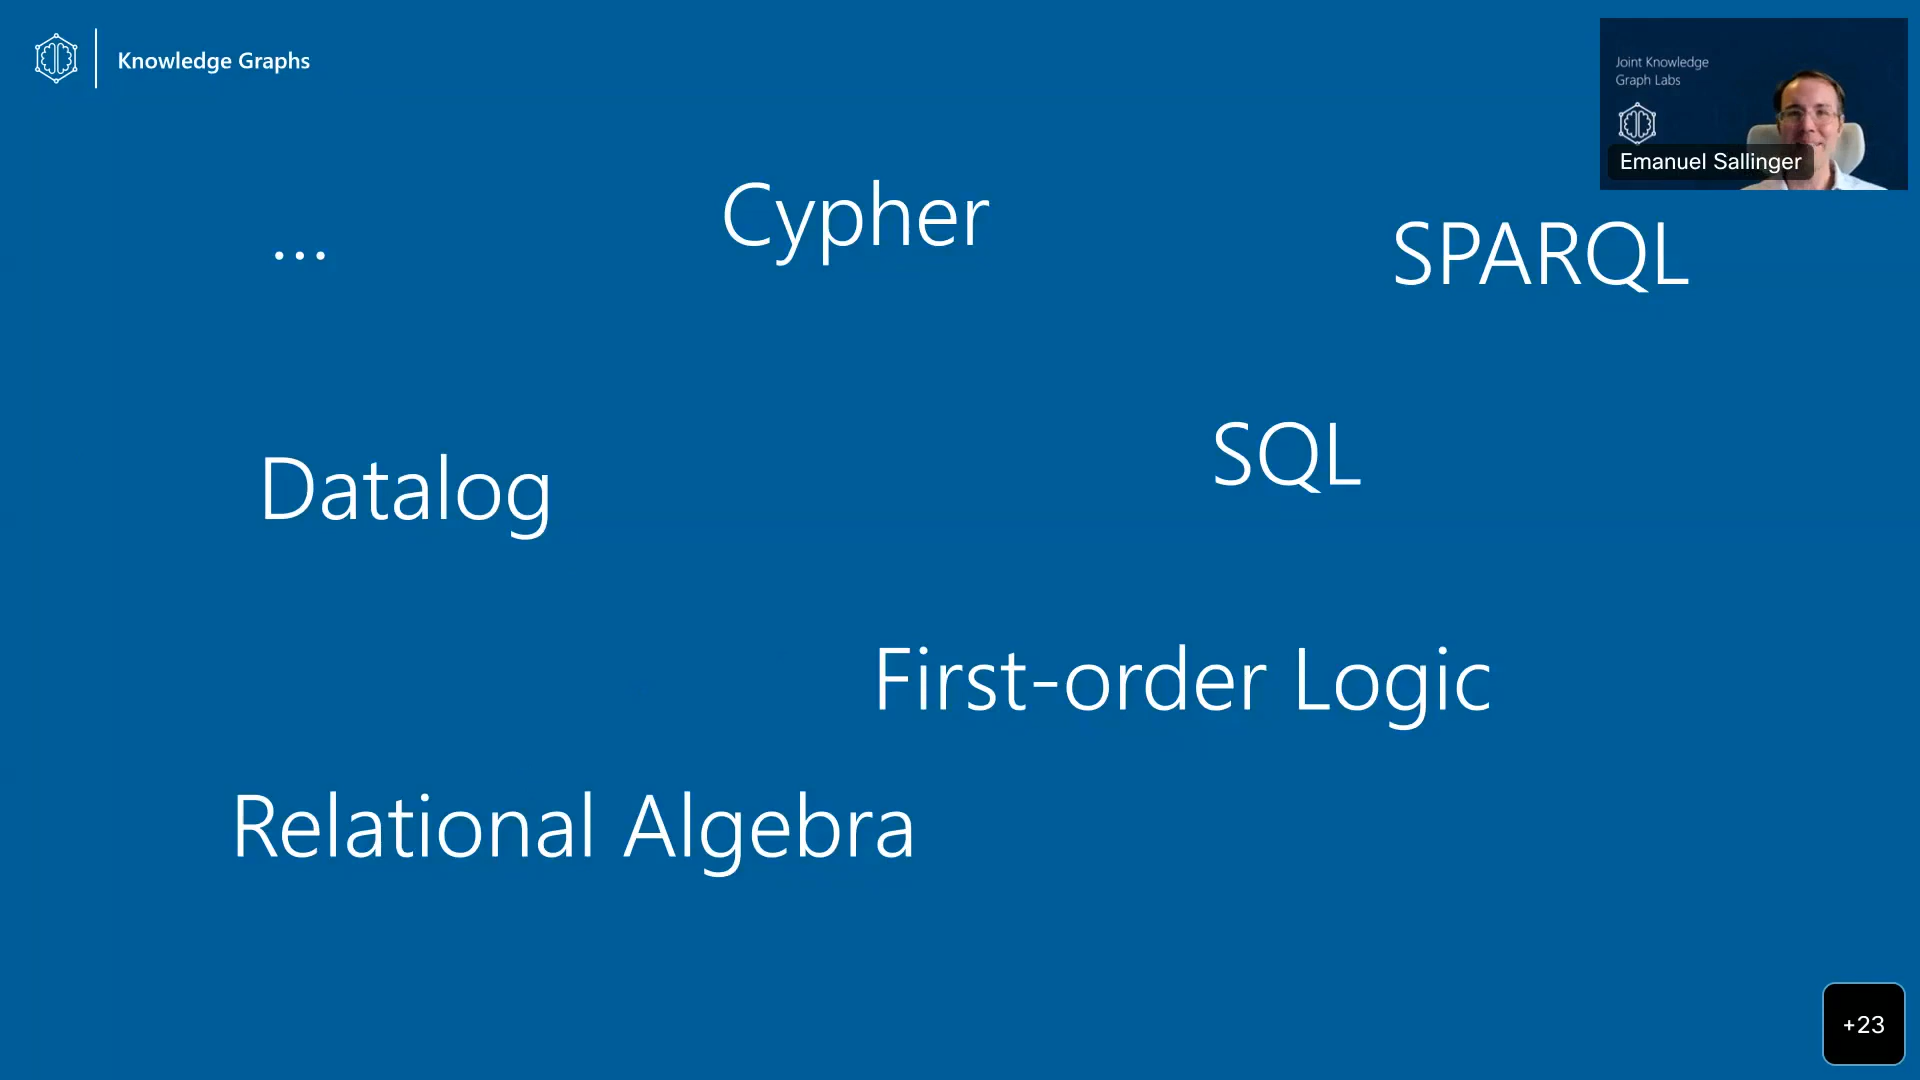 Knowledge Graphs
Joint Knowledge
Graph Labs
Emanuel Sallinger
...
Cypher
SPARQL
Datalog
SQL
First-order Logic
Relational Algebra
+23